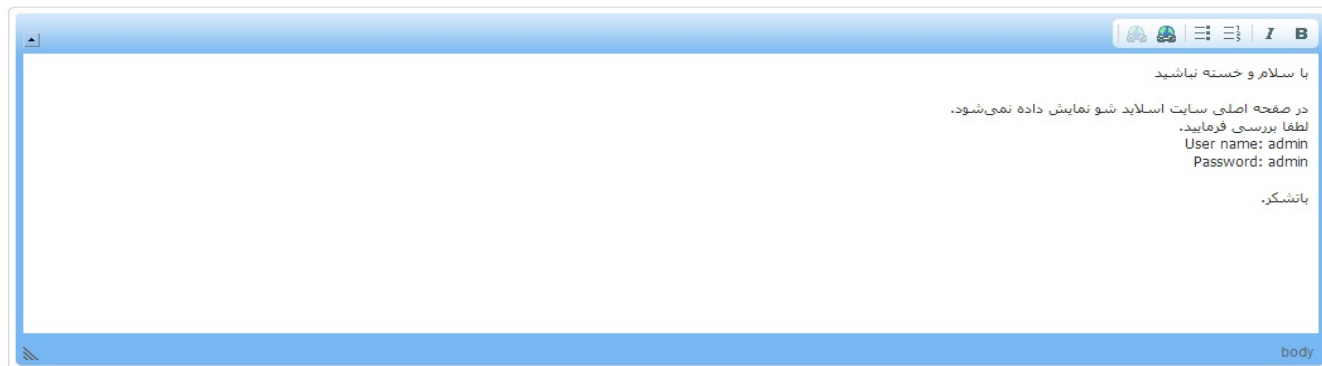 I B
با سلام و خسته نباشید
در صفحه اصلی سایت اسلاید شو نمایش داده نمی‌شود.
لطفا بررسی فرمایید.
User name: admin
Password: admin
باتشکر.
body